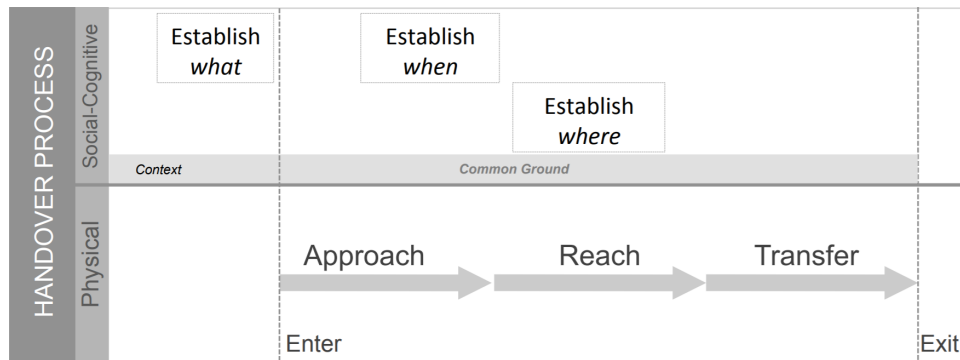 HANDOVER PROCESS
Social-Cognitive
Establish
what
Establish
when
Establish
where
Context
Common Ground
Physical
Approach
Reach
Transfer
Enter
Exit